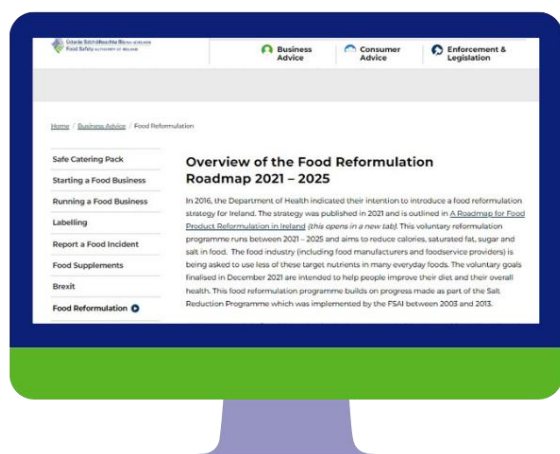 Údarás Sábháilteachta Bia
Food Safety AUTHORITY OF IRELAND
Business Advice
Consumer Advice
Enforcement & Legislation
Home / Business Advice / Food Reformulation
Safe Catering Pack
Starting a Food Business
Running a Food Business
Labelling
Report a Food Incident
Food Supplements
Brexit
Food Reformulation
Overview of the Food Reformulation
Roadmap 2021 – 2025
In 2016, the Department of Health indicated their intention to introduce a food reformulation
strategy for Ireland. The strategy was published in 2021 and is outlined in A Roadmap for Food
Product Reformulation in Ireland (this opens in a new tab). This voluntary reformulation
programme runs between 2021 – 2025 and aims to reduce calories, saturated fat, sugar and
salt in food. The food industry (including food manufacturers and foodservice providers) is
being asked to use less of these target nutrients in many everyday foods. The voluntary goals
finalised in December 2021 are intended to help people improve their diet and their overall
health. This food reformulation programme builds on progress made as part of the Salt
Reduction Programme which was implemented by the FSAI between 2003 and 2013.